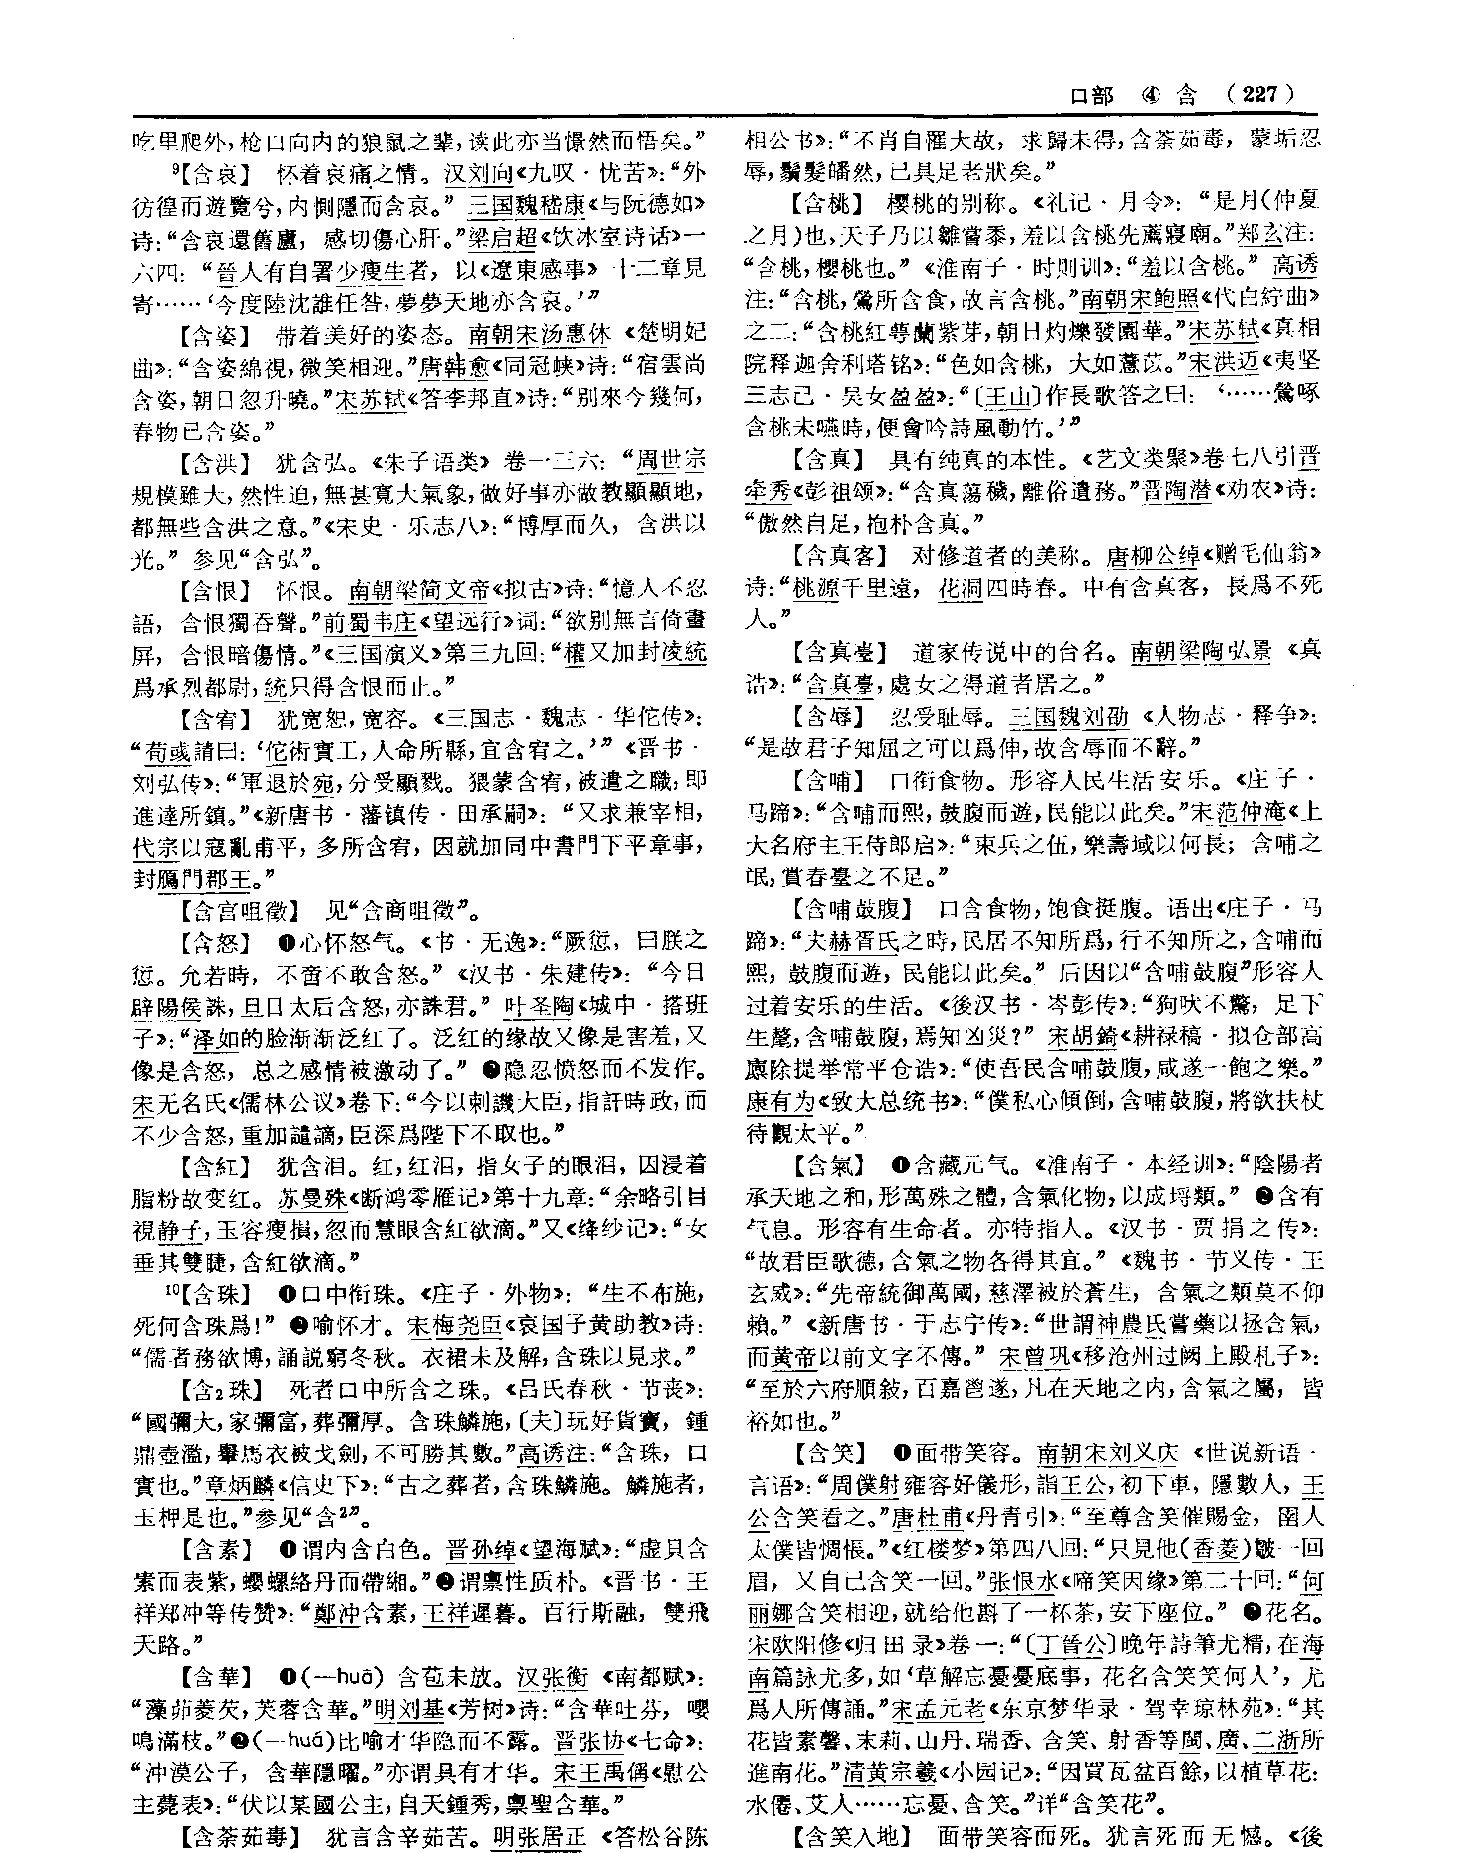 口部 ④ 含 （227）
吃里爬外，枪口向内的狼鼠之辈，读此亦当憬然而悟矣。”
⁹【含哀】 怀着哀痛之情。汉刘向《九叹·忧苦》：“外
彷徨而遊覽兮，内惻隱而含哀。”三国魏嵇康《与阮德如》
诗：“含哀還舊廬，感切傷心肝。”梁启超《饮冰室诗话》一
六四：“晉人有自署少瘦生者，以《遼東感事》十二章見
寄……‘今度陸沈誰任咎，夢夢天地亦含哀。’”
【含姿】 带着美好的姿态。南朝宋汤惠休《楚明妃
曲》：“含姿綿視，微笑相迎。”唐韩愈《同冠峡》诗：“宿雲尚
含姿，朝日忽升曉。”宋苏轼《答李邦直》诗：“别來今幾何，
春物已含姿。”
【含洪】 犹含弘。《朱子语类》卷一三六：“周世宗
規模雖大，然性迫，無甚寬大氣象，做好事亦做教顯顯地，
都無些含洪之意。”《宋史·乐志八》：“博厚而久，含洪以
光。”参见“含弘”。
【含恨】 怀恨。南朝梁简文帝《拟古》诗：“憶人不忍
語，含恨獨吞聲。”前蜀韦庄《望远行》词：“欲别無言倚畫
屏，含恨暗傷情。”《三国演义》第三九回：“權又加封凌統
爲承烈都尉，統只得含恨而止。”
【含宥】 犹宽恕，宽容。《三国志·魏志·华佗传》：
“荀彧請曰：‘佗術實工，人命所縣，宜含宥之。’”《晋书·
刘弘传》：“軍退於宛，分受顯戮。猥蒙含宥，被遣之職，即
進達所鎮。”《新唐书·藩镇传·田承嗣》：“又求兼宰相，
代宗以寇亂甫平，多所含宥，因就加同中書門下平章事，
封鴈門郡王。”
【含宫咀徵】 见“含商咀徵”。
【含怒】 ❶心怀怒气。《书·无逸》：“厥愆，曰朕之
愆。允若時，不啻不敢含怒。”《汉书·朱建传》：“今日
辟陽侯誅，旦日太后含怒，亦誅君。”叶圣陶《城中·搭班
子》：“泽如的脸渐渐泛红了。泛红的缘故又像是害羞，又
像是含怒，总之感情被激动了。”❷隐忍愤怒而不发作。
宋无名氏《儒林公议》卷下：“今以刺譏大臣，指訐時政，而
不少含怒，重加譴謫，臣深爲陛下不取也。”
【含紅】 犹含泪。红，红泪，指女子的眼泪，因浸着
脂粉故变红。苏曼殊《断鸿零雁记》第十九章：“余略引目
視静子，玉容瘦損，忽而慧眼含紅欲滴。”又《绛纱记》：“女
垂其雙睫，含紅欲滴。”
¹⁰【含珠】 ❶口中衔珠。《庄子·外物》：“生不布施，
死何含珠爲！”❷喻怀才。宋梅尧臣《哀国子黄助教》诗：
“儒者務欲博，誦説窮冬秋。衣裙未及解，含珠以見求。”
【含₂珠】 死者口中所含之珠。《吕氏春秋·节丧》：
“國彌大，家彌富，葬彌厚。含珠鱗施，〔夫〕玩好貨寶，鍾
鼎壺濫，轝馬衣被戈劍，不可勝其數。”高诱注：“含珠，口
實也。”章炳麟《信史下》：“古之葬者，含珠鱗施。鱗施者，
玉柙是也。”参见“含²”。
【含素】 ❶谓内含白色。晋孙绰《望海赋》：“虚貝含
素而表紫，蠳螺絡丹而帶緗。”❷谓禀性质朴。《晋书·王
祥郑冲等传赞》：“鄭沖含素，王祥遲暮。百行斯融，雙飛
天路。”
【含華】 ❶（—huā）含苞未放。汉张衡《南都赋》：
“藻茆菱芡，芙蓉含華。”明刘基《芳树》诗：“含華吐芬，嚶
鳴滿枝。”❷（—huá）比喻才华隐而不露。晋张协《七命》：
“沖漠公子，含華隱曜。”亦谓具有才华。宋王禹偁《慰公
主薨表》：“伏以某國公主，自天鍾秀，禀聖含華。”
【含荼茹毒】 犹言含辛茹苦。明张居正《答松谷陈
相公书》：“不肖自罹大故，求歸未得，含荼茹毒，蒙垢忍
辱，鬚髮皤然，已具足老狀矣。”
【含桃】 樱桃的别称。《礼记·月令》：“是月（仲夏
之月）也，天子乃以雛嘗黍，羞以含桃先薦寢廟。”郑玄注：
“含桃，櫻桃也。”《淮南子·时则训》：“羞以含桃。”高诱
注：“含桃，鶯所含食，故言含桃。”南朝宋鲍照《代白紵曲》
之二：“含桃紅萼蘭紫芽，朝日灼爍發園華。”宋苏轼《真相
院释迦舍利塔铭》：“色如含桃，大如薏苡。”宋洪迈《夷坚
三志己·吴女盈盈》：“〔王山〕作長歌答之曰：‘……鶯啄
含桃未嚥時，便會吟詩風動竹。’”
【含真】 具有纯真的本性。《艺文类聚》卷七八引晋
牵秀《彭祖颂》：“含真蕩穢，離俗遺務。”晋陶潜《劝农》诗：
“傲然自足，抱朴含真。”
【含真客】 对修道者的美称。唐柳公绰《赠毛仙翁》
诗：“桃源千里遠，花洞四時春。中有含真客，長爲不死
人。”
【含真臺】 道家传说中的台名。南朝梁陶弘景《真
诰》：“含真臺，處女之得道者居之。”
【含辱】 忍受耻辱。三国魏刘劭《人物志·释争》：
“是故君子知屈之可以爲伸，故含辱而不辭。”
【含哺】 口衔食物。形容人民生活安乐。《庄子·
马蹄》：“含哺而熙，鼓腹而遊，民能以此矣。”宋范仲淹《上
大名府主王侍郎启》：“束兵之伍，樂壽域以何長；含哺之
氓，賞春臺之不足。”
【含哺鼓腹】 口含食物，饱食挺腹。语出《庄子·马
蹄》：“夫赫胥氏之時，民居不知所爲，行不知所之，含哺而
熙，鼓腹而遊，民能以此矣。”后因以“含哺鼓腹”形容人
过着安乐的生活。《後汉书·岑彭传》：“狗吠不驚，足下
生氂，含哺鼓腹，焉知凶災？”宋胡錡《耕禄稿·拟仓部高
廪除提举常平仓诰》：“使吾民含哺鼓腹，咸遂一飽之樂。”
康有为《致大总统书》：“僕私心傾倒，含哺鼓腹，將欲扶杖
待觀太平。”
【含氣】 ❶含藏元气。《淮南子·本经训》：“陰陽者
承天地之和，形萬殊之體，含氣化物，以成埒類。”❷含有
气息。形容有生命者。亦特指人。《汉书·贾捐之传》：
“故君臣歌德，含氣之物各得其宜。”《魏书·节义传·王
玄威》：“先帝統御萬國，慈澤被於蒼生，含氣之類莫不仰
賴。”《新唐书·于志宁传》：“世謂神農氏嘗藥以拯含氣，
而黄帝以前文字不傳。”宋曾巩《移沧州过阙上殿札子》：
“至於六府順敍，百嘉鬯遂，凡在天地之内，含氣之屬，皆
裕如也。”
【含笑】 ❶面带笑容。南朝宋刘义庆《世说新语·
言语》：“周僕射雍容好儀形，詣王公，初下車，隱數人，王
公含笑看之。”唐杜甫《丹青引》：“至尊含笑催賜金，圉人
太僕皆惆悵。”《红楼梦》第四八回：“只見他（香菱）皺一回
眉，又自己含笑一回。”张恨水《啼笑因缘》第二十回：“何
丽娜含笑相迎，就给他斟了一杯茶，安下座位。”❷花名。
宋欧阳修《归田录》卷一：“〔丁晉公〕晚年詩筆尤精，在海
南篇詠尤多，如‘草解忘憂憂底事，花名含笑笑何人’，尤
爲人所傳誦。”宋孟元老《东京梦华录·驾幸琼林苑》：“其
花皆素馨、末莉、山丹、瑞香、含笑、射香等閩、廣、二浙所
進南花。”清黄宗羲《小园记》：“因買瓦盆百餘，以植草花：
水僊、艾人……忘憂、含笑。”详“含笑花”。
【含笑入地】 面带笑容而死。犹言死而无憾。《後